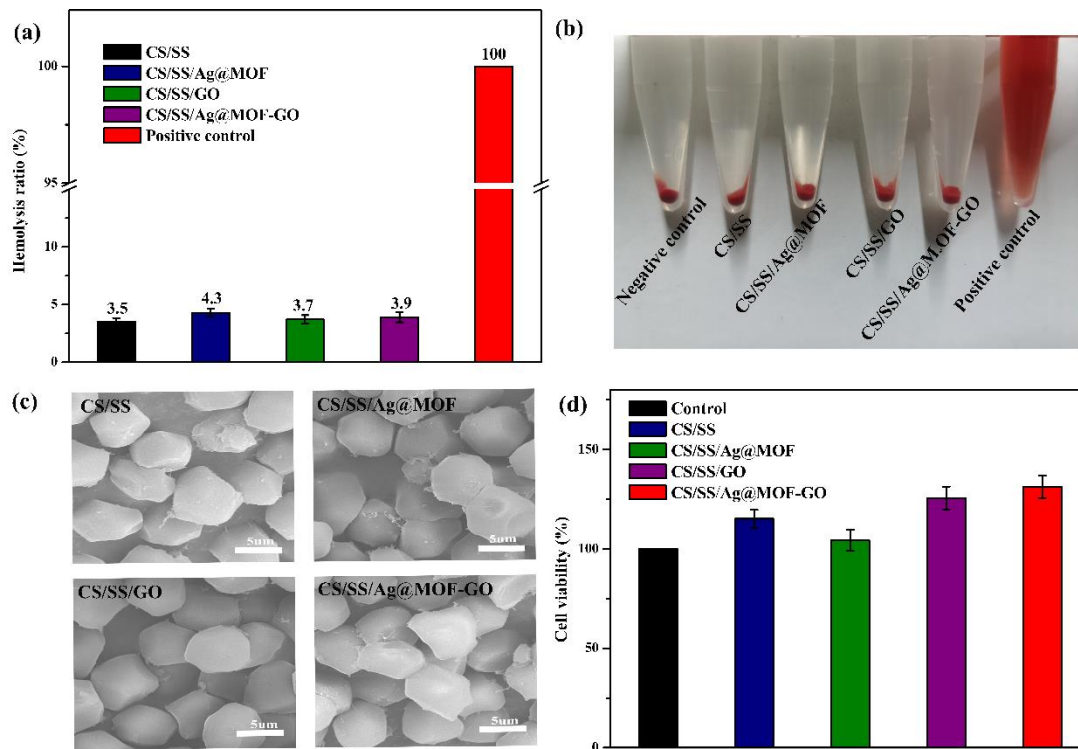 (a)
CS/SS
CS/SS/Ag@MOF
CS/SS/GO
CS/SS/Ag@MOF-GO
Positive control
Hemolysis ratio (%)
100
95
10
5
0
3.5
4.3
3.7
3.9
100
(b)
Negative control
CS/SS
CS/SS/Ag@MOF
CS/SS/GO
CS/SS/Ag@M.OF-GO
Positive control
(c)
CS/SS
5um
CS/SS/Ag@MOF
5um
CS/SS/GO
5um
CS/SS/Ag@MOF-GO
5um
(d)
Control
CS/SS
CS/SS/Ag@MOF
CS/SS/GO
CS/SS/Ag@MOF-GO
Cell viability (%)
150
100
50
0